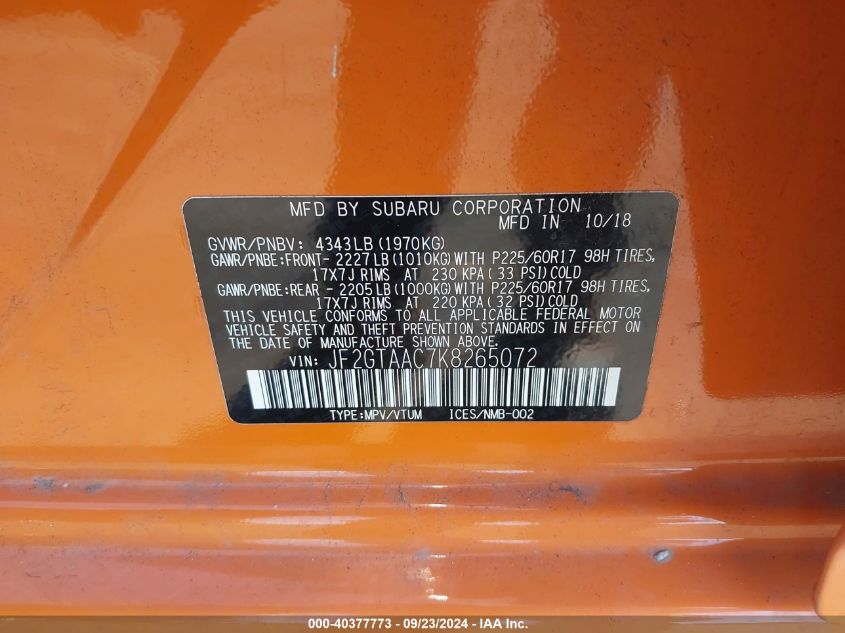 MFD BY SUBARU CORPORATION
MFD IN 10/18
GVWR/PNBV: 4343LB(1970KG)
GAWR/PNBE:FRONT- 2227LB(1010KG)WITH P225/60R17 98H TIRES,
17X7J RIMS AT 230 KPA( 33 PSI)COLD
GAWR/PNBE:REAR - 2205LB(1000KG)WITH P225/60R17 98H TIRES,
17X7J RIMS AT 220 KPA( 32 PSI)COLD
THIS VEHICLE CONFORMS TO ALL APPLICABLE FEDERAL MOTOR
VEHICLE SAFETY AND THEFT PREVENTION STANDARDS IN EFFECT ON
THE DATE OF MANUFACTURE SHOWN ABOVE.
VIN: JF2GTAAC7K8265072
TYPE:MPV/VTUM ICES/NMB-002
000-40377773 - 09/23/2024 - IAA Inc.